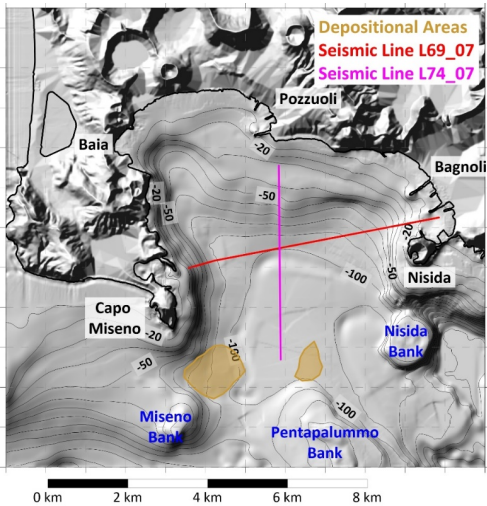 Depositional Areas
Seismic Line L69_07
Seismic Line L74_07
Pozzuoli
-20
Baia
Bagnoli
-20
-50
-50
-20
-50
-100
Nisida
Capo
Miseno
-20
Nisida
Bank
-100
-50
-100
Miseno
Bank
Pentapalummo
Bank
0 km 2 km 4 km 6 km 8 km